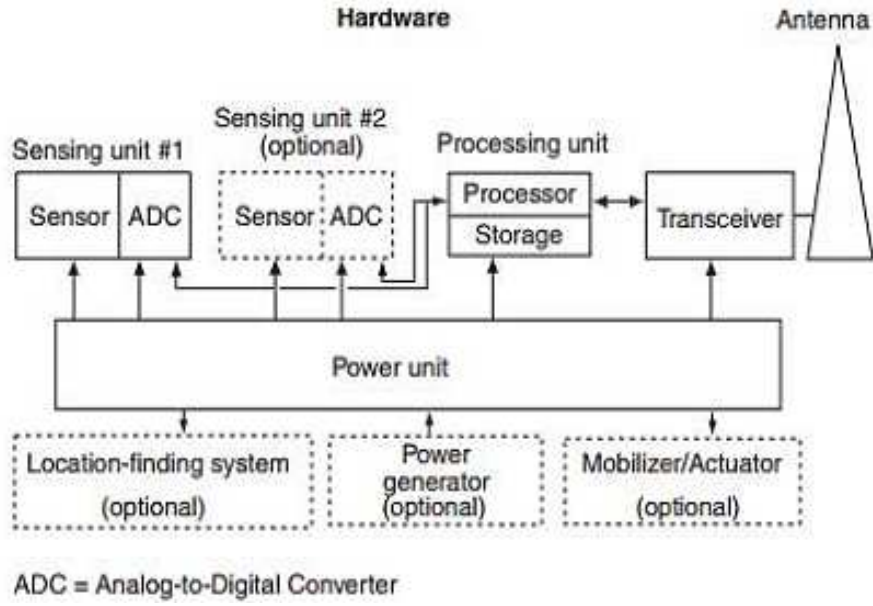 Hardware
Antenna
Sensing unit #1
Sensing unit #2
(optional)
Processing unit
Sensor
ADC
Sensor
ADC
Processor
Storage
Transceiver
Power unit
Location-finding system
(optional)
Power
generator
(optional)
Mobilizer/Actuator
(optional)
ADC = Analog-to-Digital Converter